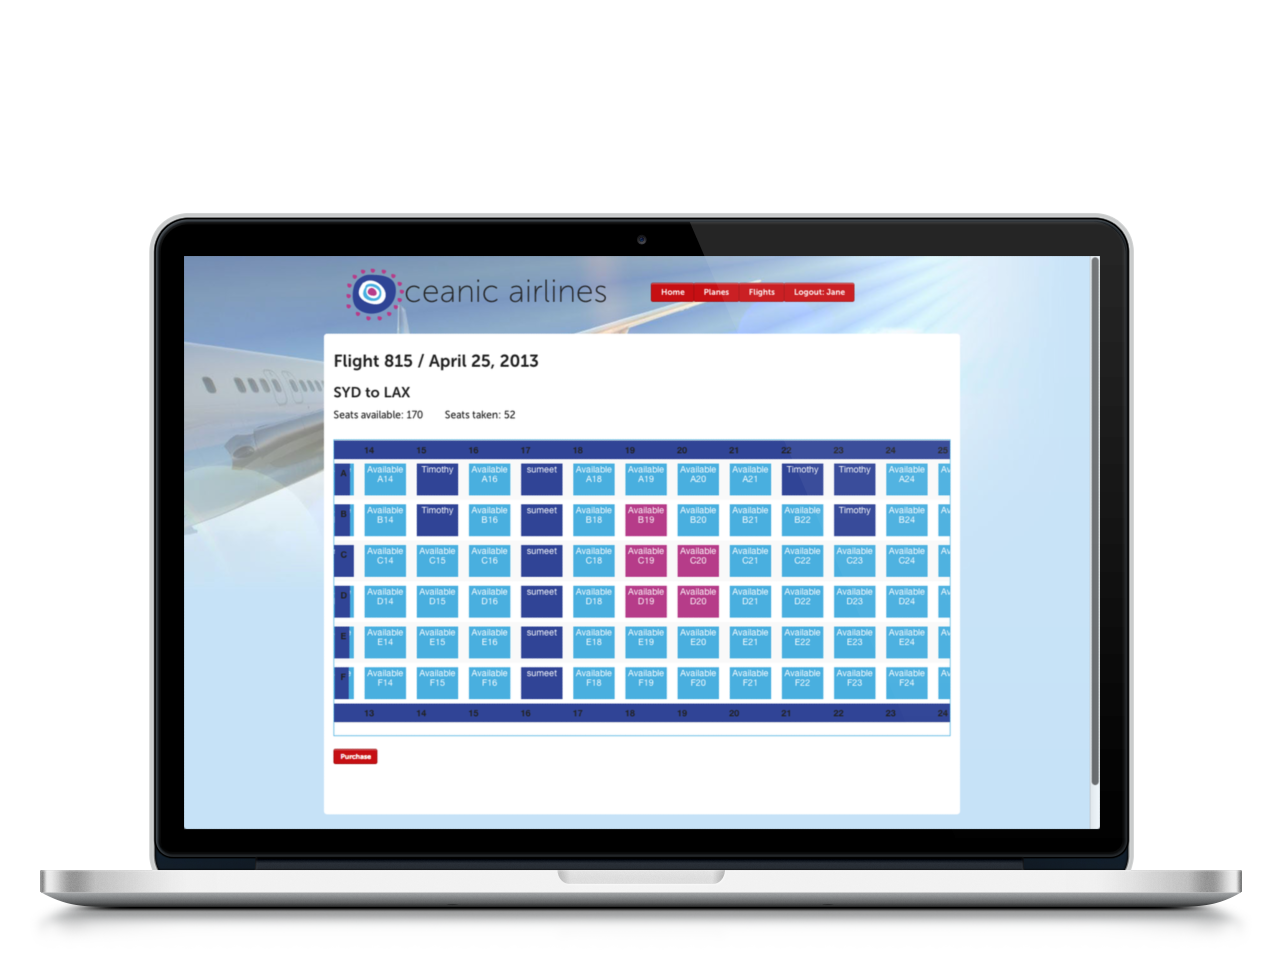 ceanic airlines
Home Planes Flights Logout: Jane
Flight 815 / April 25, 2013
SYD to LAX
Seats available: 170 Seats taken: 52
14 15 16 17 18 19 20 21 22 23 24 25
A Available Timothy Available sumeet Available Available Available Available Timothy Timothy Available Av
A14 A16 A18 A19 A20 A21 A24
B Available Timothy Available sumeet Available Available Available Available Available Timothy Available Av
B14 B16 B18 B19 B20 B21 B22 B24
C Available Available Available sumeet Available Available Available Available Available Available Available Av
C14 C15 C16 C18 C19 C20 C21 C22 C23 C24
D Available Available Available sumeet Available Available Available Available Available Available Available Av
D14 D15 D16 D18 D19 D20 D21 D22 D23 D24
E Available Available Available sumeet Available Available Available Available Available Available Available Av
E14 E15 E16 E18 E19 E20 E21 E22 E23 E24
F Available Available Available sumeet Available Available Available Available Available Available Available Av
F14 F15 F16 F18 F19 F20 F21 F22 F23 F24
13 14 15 16 17 18 19 20 21 22 23 24
Purchase